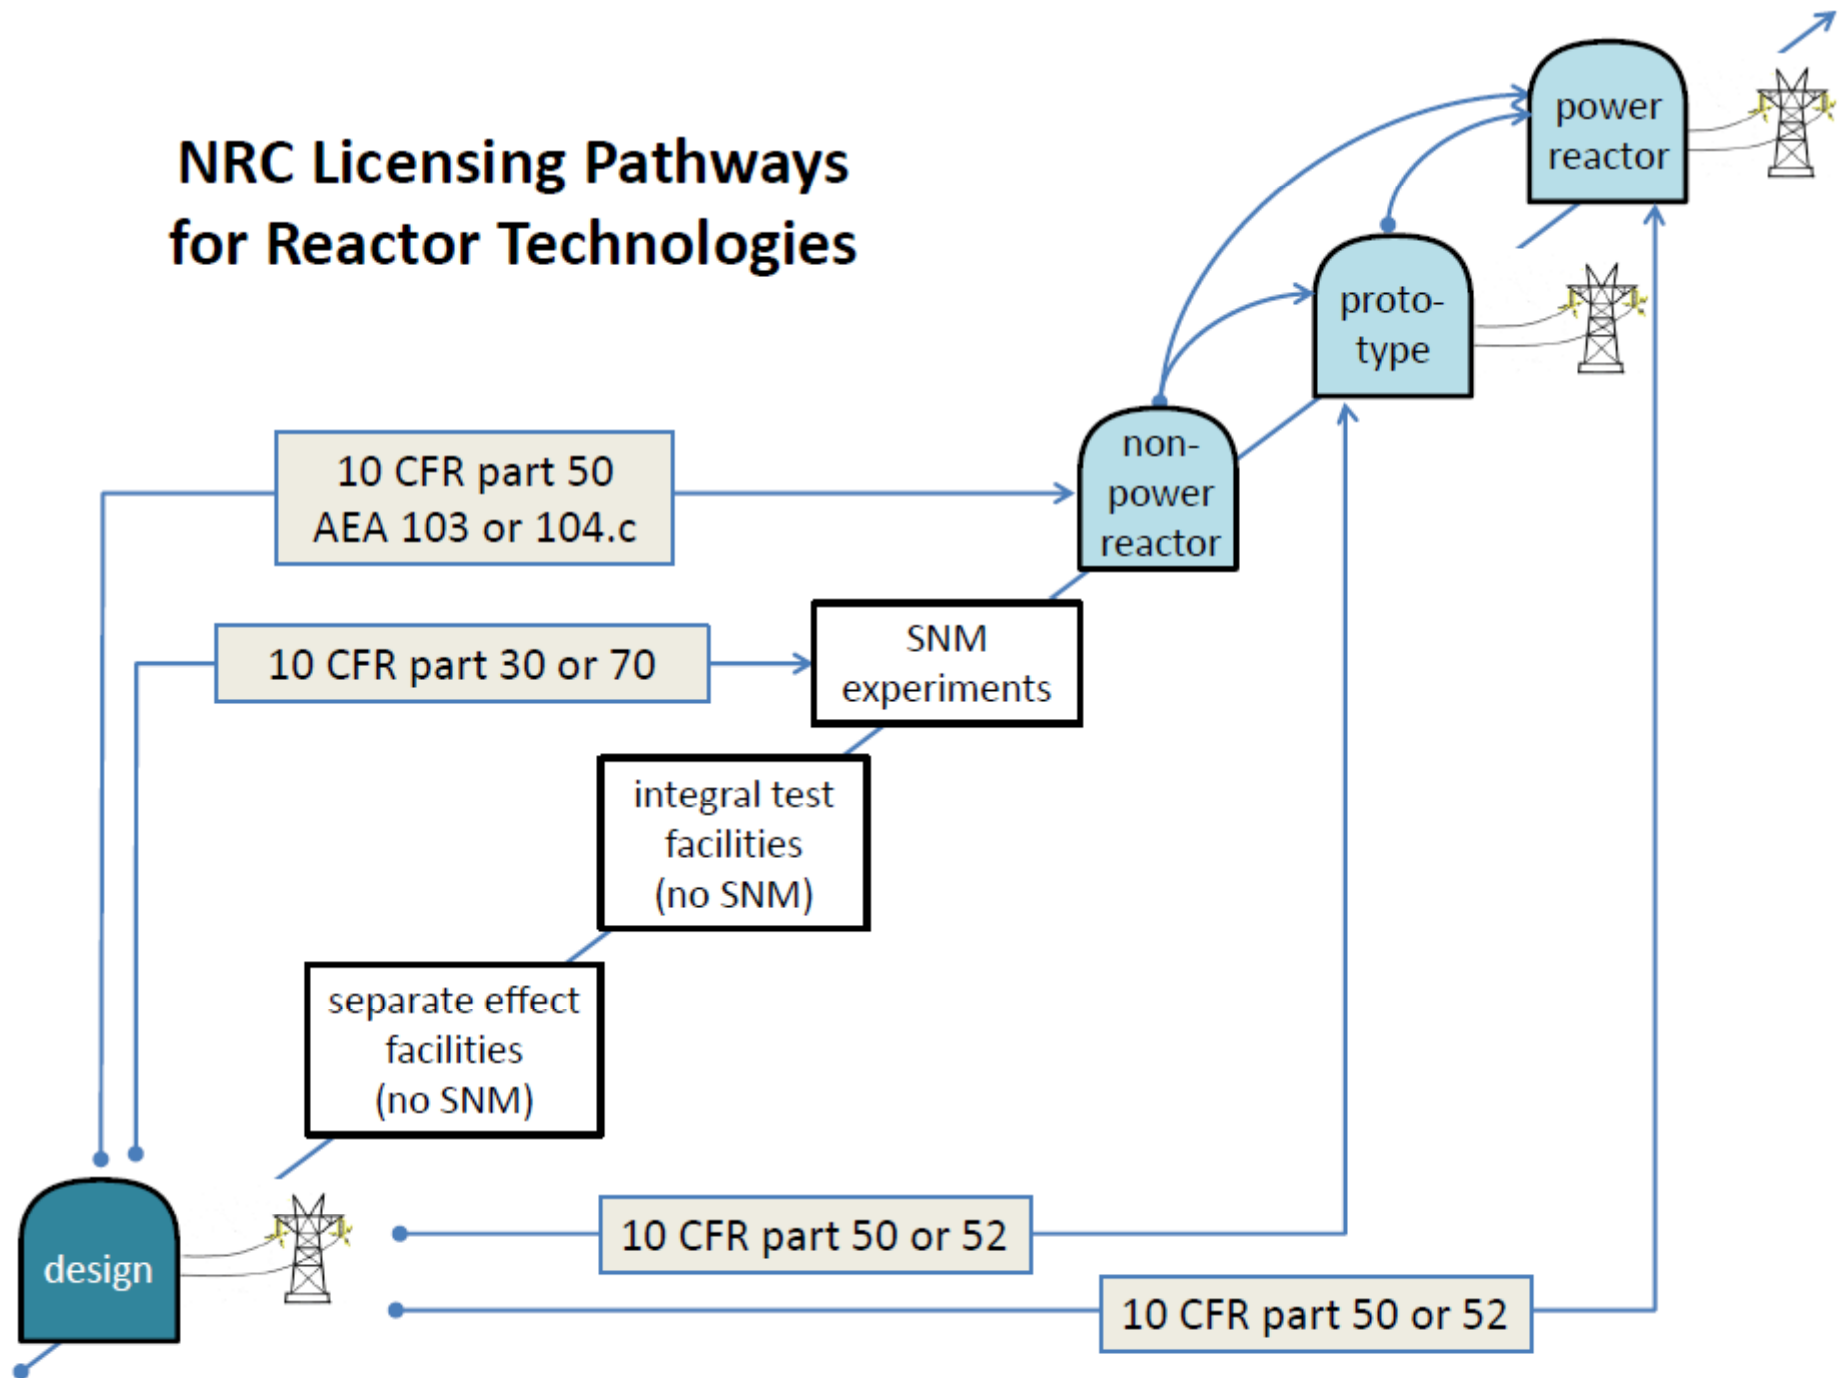 NRC Licensing Pathways
for Reactor Technologies
power
reactor
proto-
type
non-
power
reactor
10 CFR part 50
AEA 103 or 104.c
10 CFR part 30 or 70
SNM
experiments
integral test
facilities
(no SNM)
separate effect
facilities
(no SNM)
design
10 CFR part 50 or 52
10 CFR part 50 or 52